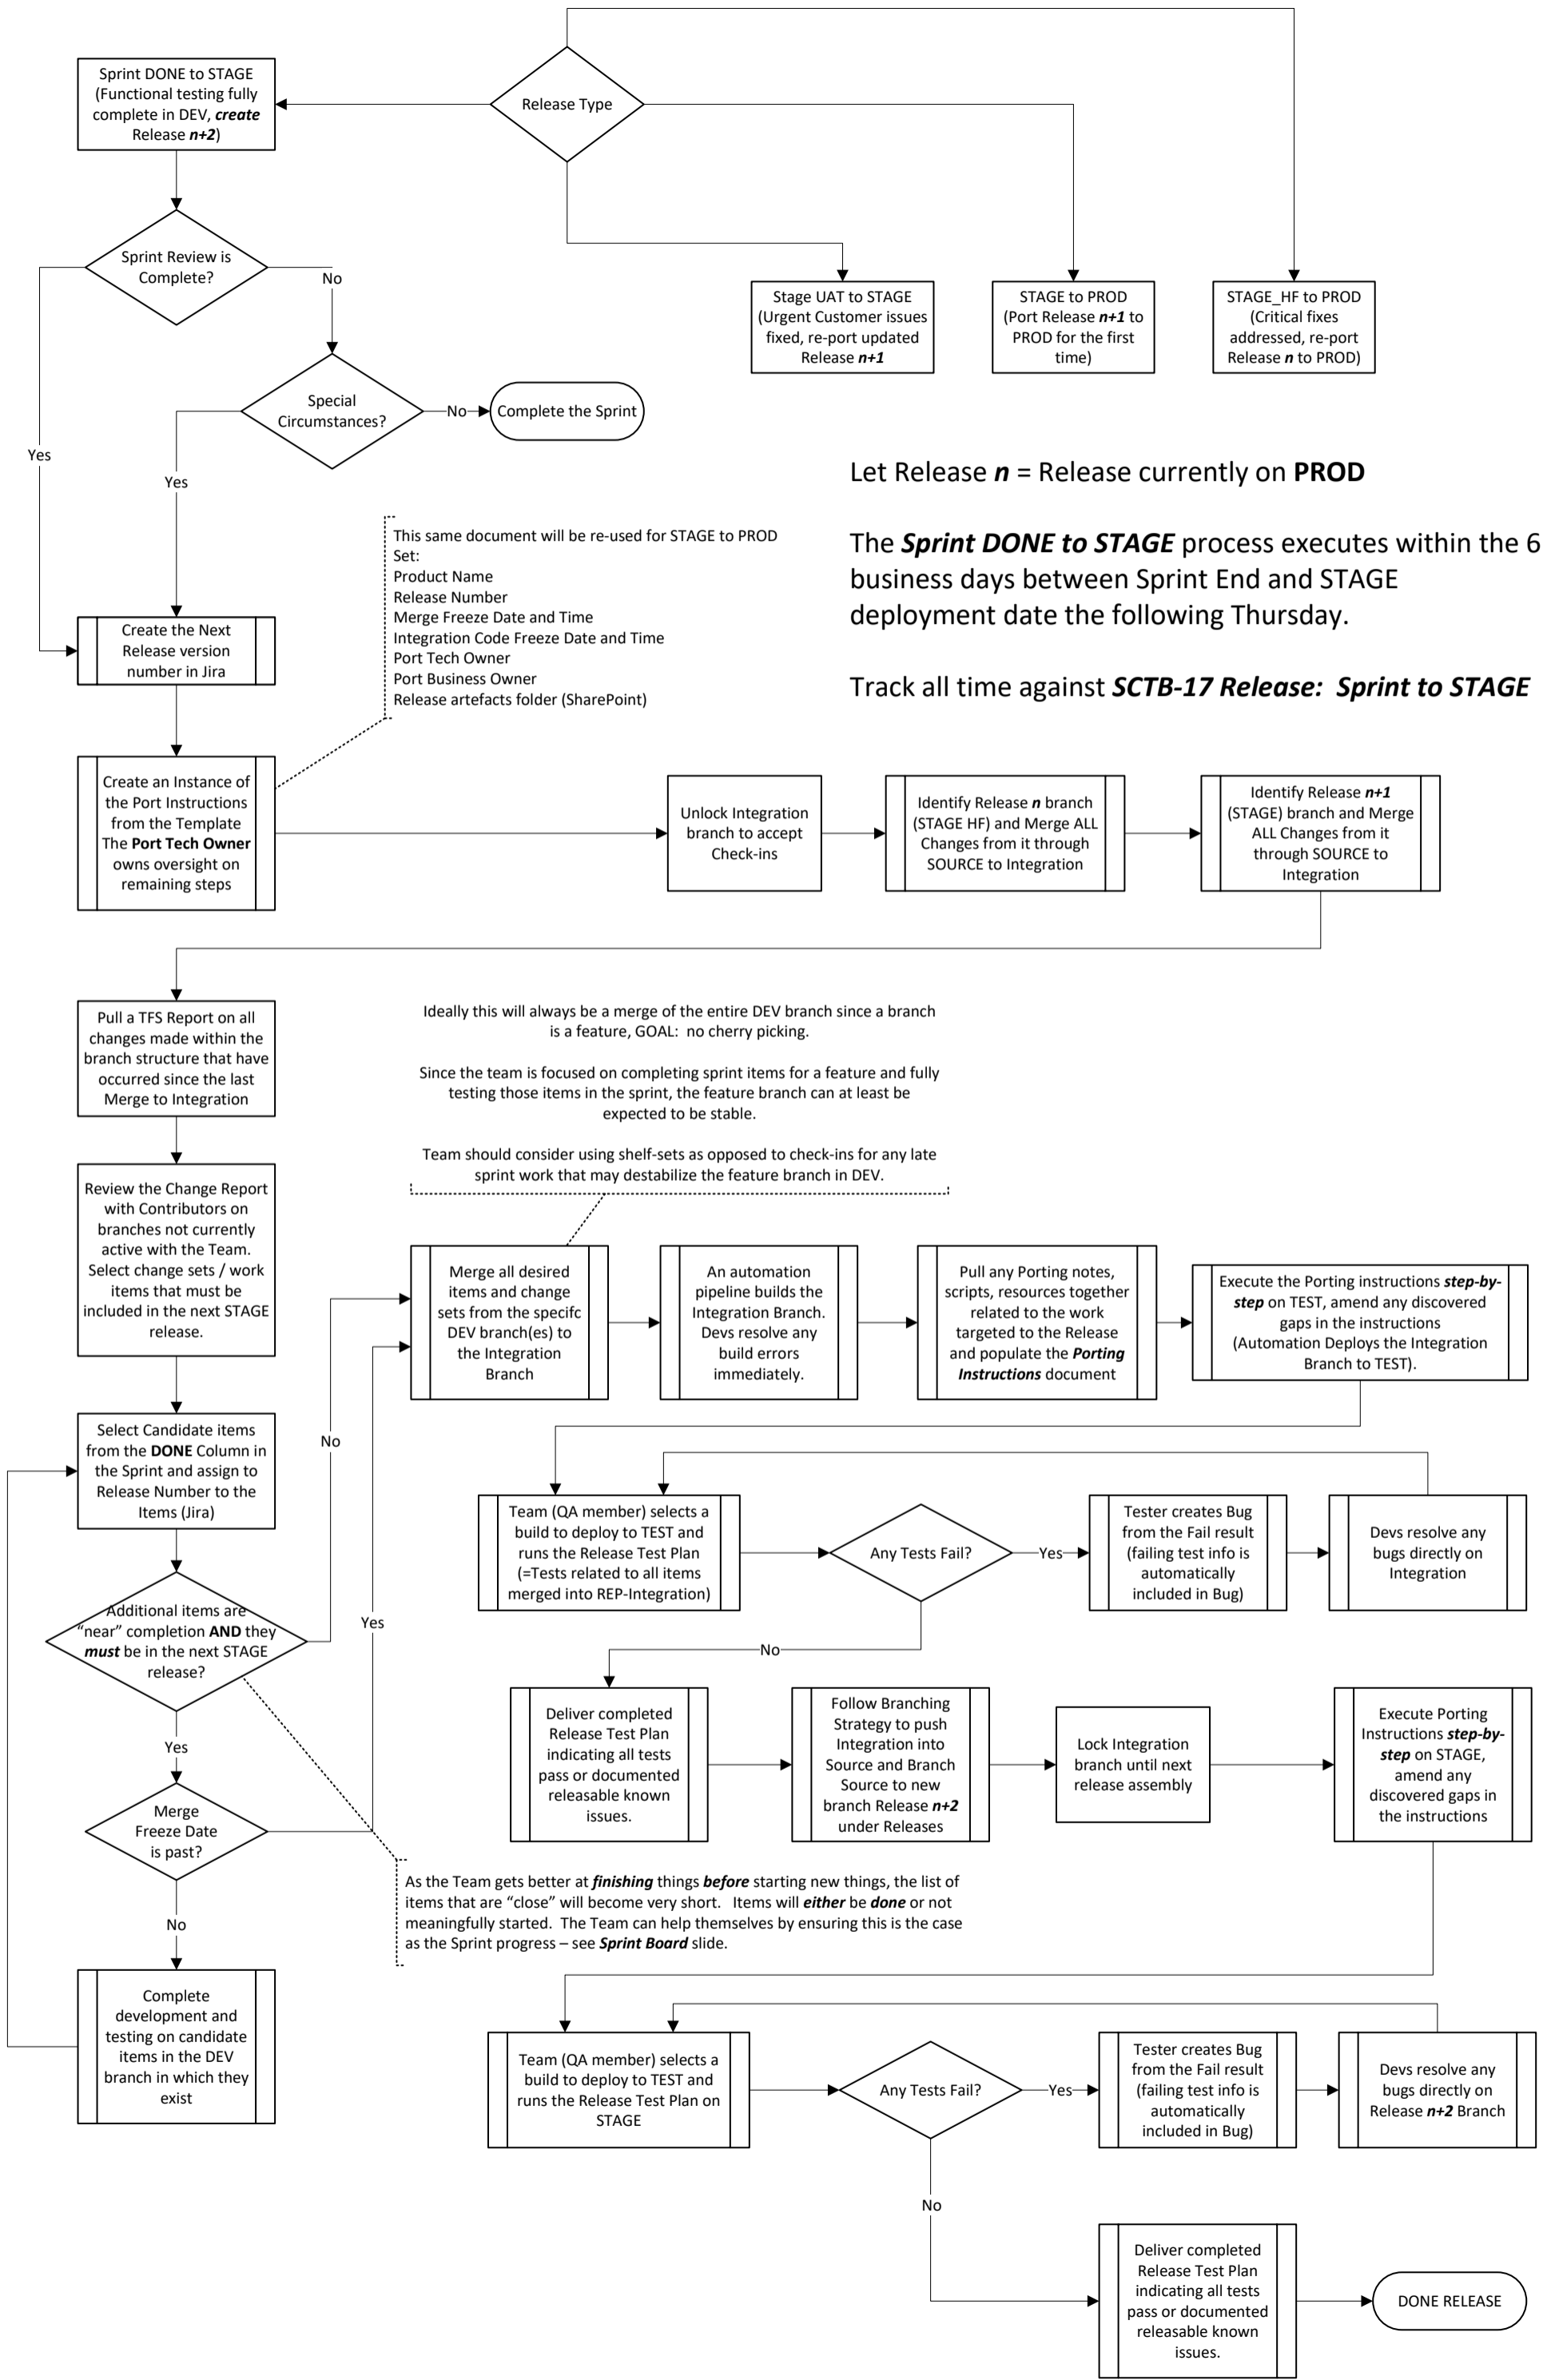 Release Type
Sprint DONE to STAGE
(Functional testing fully
complete in DEV, create
Release n+2)
Sprint Review is
Complete?
No
Yes
Special
Circumstances?
No
Complete the Sprint
Yes
Stage UAT to STAGE
(Urgent Customer issues
fixed, re-port updated
Release n+1
STAGE to PROD
(Port Release n+1 to
PROD for the first
time)
STAGE_HF to PROD
(Critical fixes
addressed, re-port
Release n to PROD)
Let Release n = Release currently on PROD
The Sprint DONE to STAGE process executes within the 6
business days between Sprint End and STAGE
deployment date the following Thursday.
Track all time against SCTB-17 Release: Sprint to STAGE
This same document will be re-used for STAGE to PROD
Set:
Product Name
Release Number
Merge Freeze Date and Time
Integration Code Freeze Date and Time
Port Tech Owner
Port Business Owner
Release artefacts folder (SharePoint)
Create the Next
Release version
number in Jira
Create an Instance of
the Port Instructions
from the Template
The Port Tech Owner
owns oversight on
remaining steps
Unlock Integration
branch to accept
Check-ins
Identify Release n branch
(STAGE HF) and Merge ALL
Changes from it through
SOURCE to Integration
Identify Release n+1
(STAGE) branch and Merge
ALL Changes from it
through SOURCE to
Integration
Pull a TFS Report on all
changes made within the
branch structure that have
occurred since the last
Merge to Integration
Ideally this will always be a merge of the entire DEV branch since a branch
is a feature, GOAL: no cherry picking.
Since the team is focused on completing sprint items for a feature and fully
testing those items in the sprint, the feature branch can at least be
expected to be stable.
Team should consider using shelf-sets as opposed to check-ins for any late
sprint work that may destabilize the feature branch in DEV.
Review the Change Report
with Contributors on
branches not currently
active with the Team.
Select change sets / work
items that must be
included in the next STAGE
release.
Merge all desired
items and change
sets from the specifc
DEV branch(es) to
the Integration
Branch
An automation
pipeline builds the
Integration Branch.
Devs resolve any
build errors
immediately.
Pull any Porting notes,
scripts, resources together
related to the work
targeted to the Release
and populate the Porting
Instructions document
Execute the Porting instructions step-by-
step on TEST, amend any discovered
gaps in the instructions
(Automation Deploys the Integration
Branch to TEST).
Select Candidate items
from the DONE Column in
the Sprint and assign to
Release Number to the
Items (Jira)
No
Team (QA member) selects a
build to deploy to TEST and
runs the Release Test Plan
(=Tests related to all items
merged into REP-Integration)
Any Tests Fail?
Yes
Tester creates Bug
from the Fail result
(failing test info is
automatically
included in Bug)
Devs resolve any
bugs directly on
Integration
Additional items are
“near” completion AND they
must be in the next STAGE
release?
Yes
No
Yes
Deliver completed
Release Test Plan
indicating all tests
pass or documented
releasable known
issues.
Follow Branching
Strategy to push
Integration into
Source and Branch
Source to new
branch Release n+2
under Releases
Lock Integration
branch until next
release assembly
Execute Porting
Instructions step-by-
step on STAGE,
amend any
discovered gaps in
the instructions
Merge
Freeze Date
is past?
No
As the Team gets better at finishing things before starting new things, the list of
items that are “close” will become very short. Items will either be done or not
meaningfully started. The Team can help themselves by ensuring this is the case
as the Sprint progress – see Sprint Board slide.
Complete
development and
testing on candidate
items in the DEV
branch in which they
exist
Team (QA member) selects a
build to deploy to TEST and
runs the Release Test Plan on
STAGE
Any Tests Fail?
Yes
Tester creates Bug
from the Fail result
(failing test info is
automatically
included in Bug)
Devs resolve any
bugs directly on
Release n+2 Branch
No
Deliver completed
Release Test Plan
indicating all tests
pass or documented
releasable known
issues.
DONE RELEASE